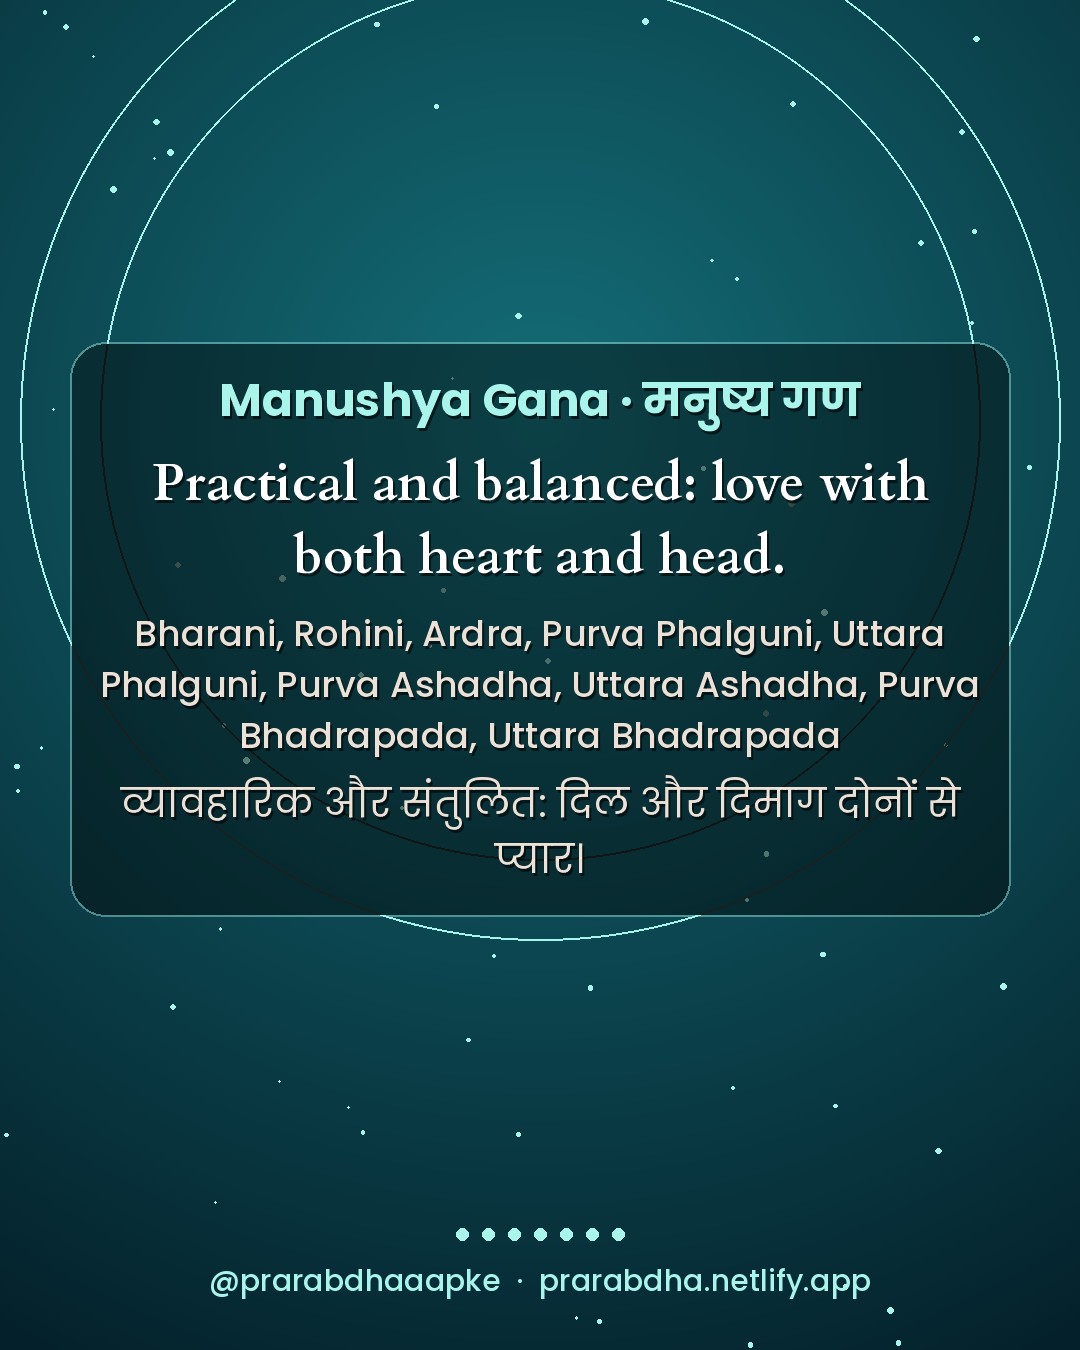 Manushya Gana · मनुष्य गण
Practical and balanced: love with
both heart and head.
Bharani, Rohini, Ardra, Purva Phalguni, Uttara
Phalguni, Purva Ashadha, Uttara Ashadha, Purva
Bhadrapada, Uttara Bhadrapada
व्यावहारिक और संतुलित: दिल और दिमाग दोनों से
प्यार।
@prarabdhaaapke · prarabdha.netlify.app